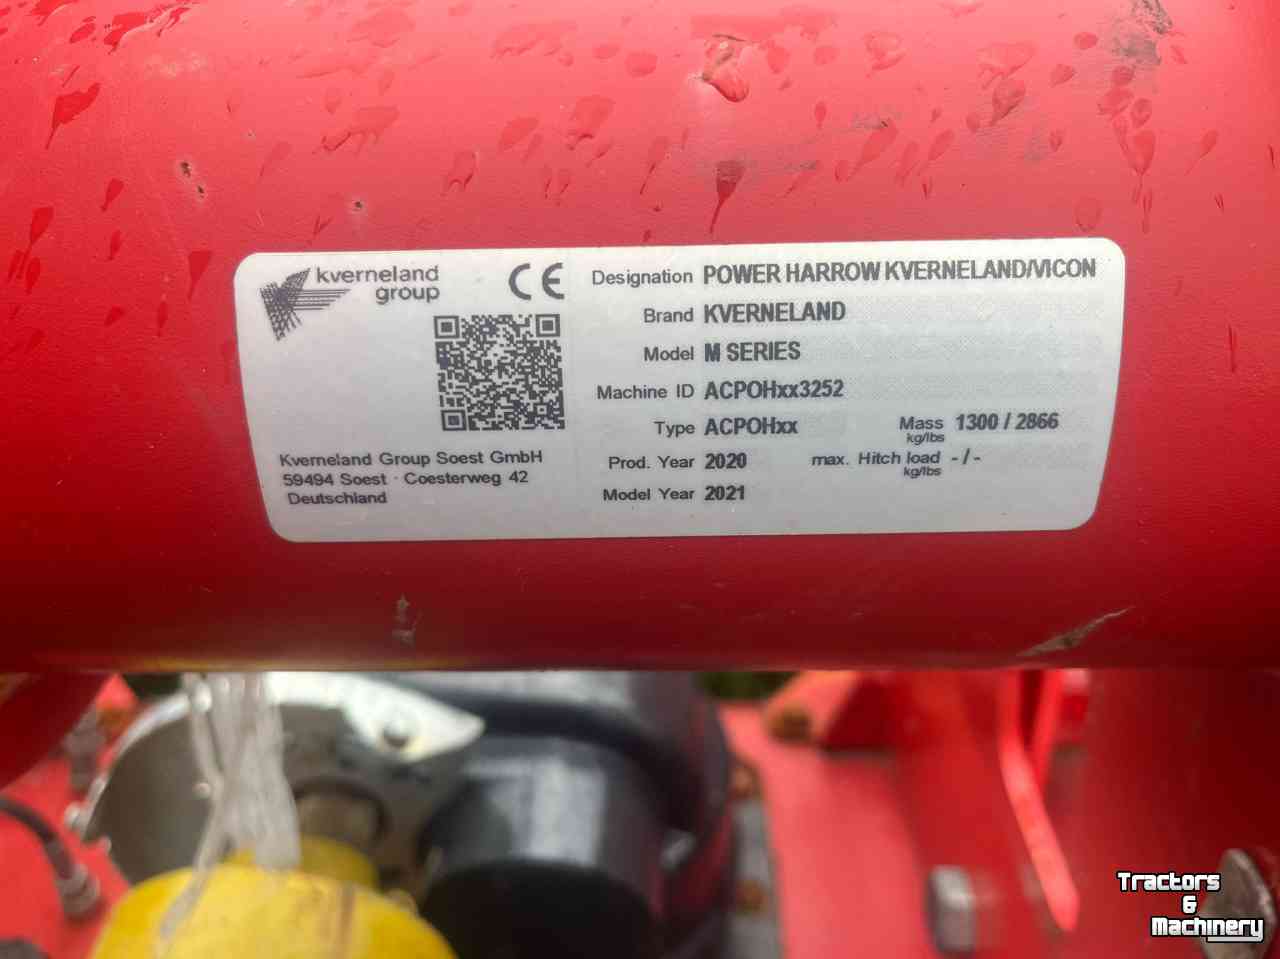 kverneland
group
CE
Designation POWER HARROW KVERNELAND/VICON
Brand KVERNELAND
Model M SERIES
Machine ID ACPOHxx3252
Type ACPOHxx Mass 1300 / 2866
kg/lbs
Prod. Year 2020 max. Hitch load - / -
kg/lbs
Model Year 2021
Kverneland Group Soest GmbH
59494 Soest · Coesterweg 42
Deutschland
Tractors
&
Machinery